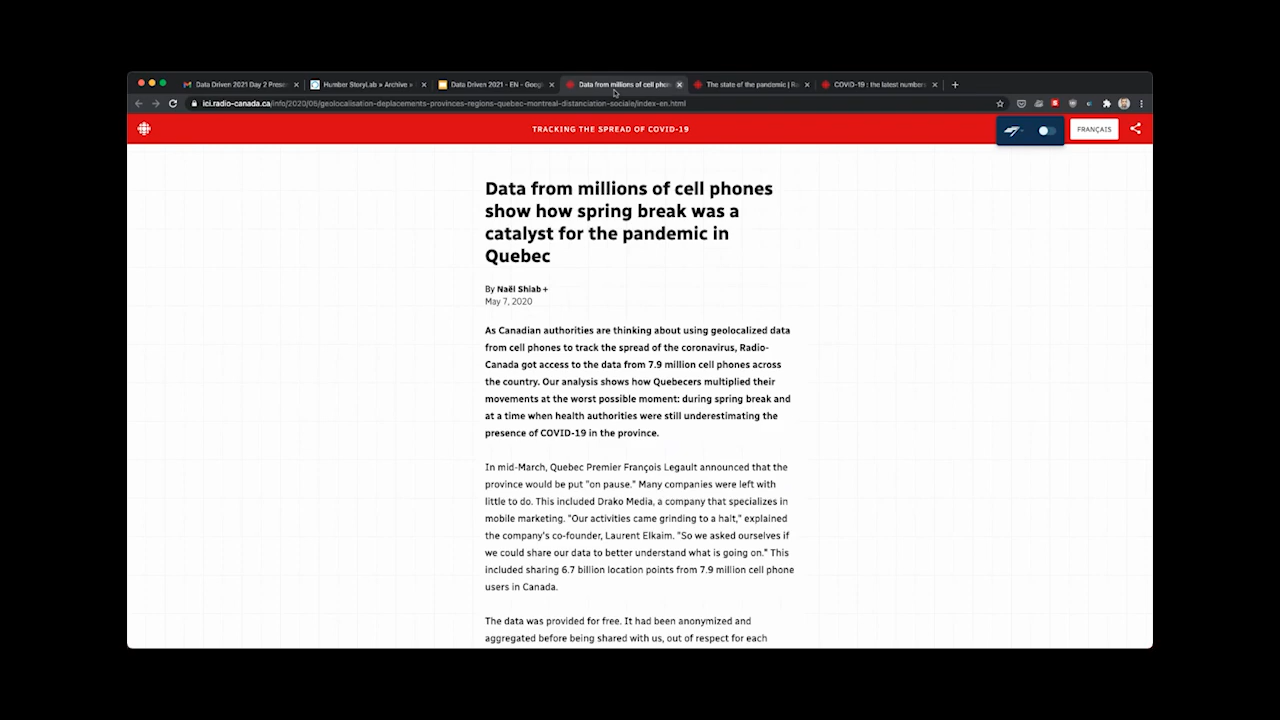 Data Driven 2021 Day 2 Prese
Humber StoryLab » Archive »
Data Driven 2021 - EN - Googl
Data from millions of cell phon
The state of the pandemic | Ra
COVID-19 : the latest numbers
ici.radio-canada.ca/info/2020/05/geolocalisation-deplacements-provinces-regions-quebec-montreal-distanciation-sociale/index-en.html
TRACKING THE SPREAD OF COVID-19
FRANÇAIS
Data from millions of cell phones
show how spring break was a
catalyst for the pandemic in
Quebec
By Naël Shiab +
May 7, 2020
As Canadian authorities are thinking about using geolocalized data
from cell phones to track the spread of the coronavirus, Radio-
Canada got access to the data from 7.9 million cell phones across
the country. Our analysis shows how Quebecers multiplied their
movements at the worst possible moment: during spring break and
at a time when health authorities were still underestimating the
presence of COVID-19 in the province.
In mid-March, Quebec Premier François Legault announced that the
province would be put "on pause." Many companies were left with
little to do. This included Drako Media, a company that specializes in
mobile marketing. "Our activities came grinding to a halt," explained
the company's co-founder, Laurent Elkaim. "So we asked ourselves if
we could share our data to better understand what is going on." This
included sharing 6.7 billion location points from 7.9 million cell phone
users in Canada.
The data was provided for free. It had been anonymized and
aggregated before being shared with us, out of respect for each